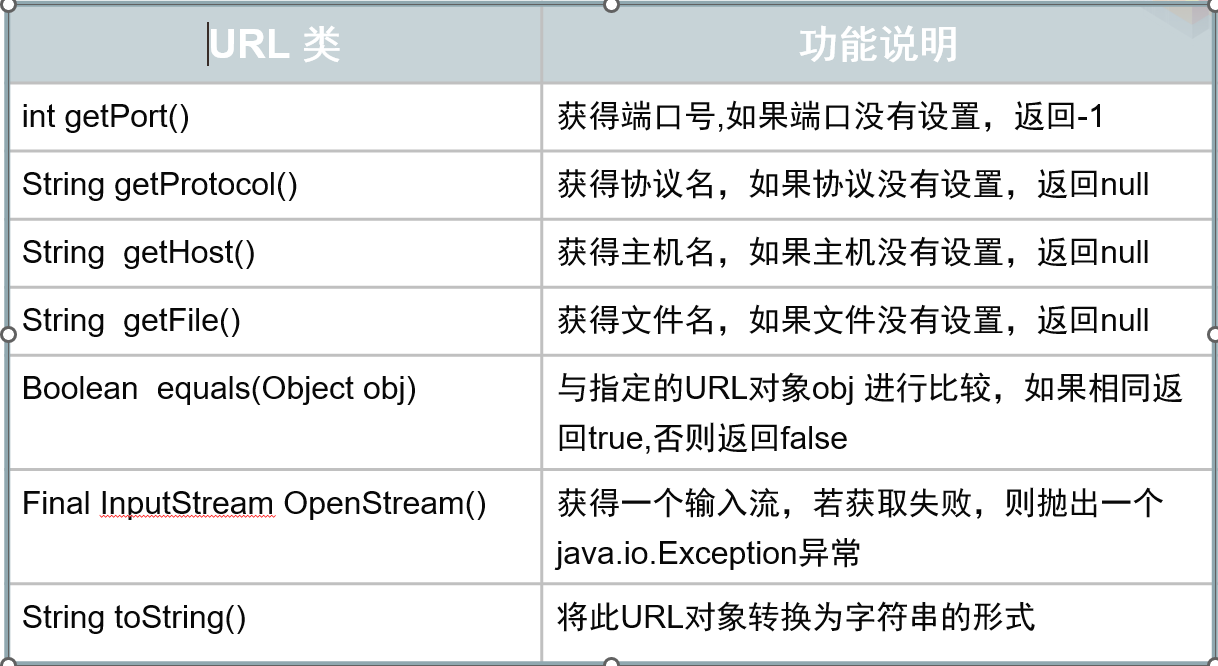 URL 类
功能说明
int getPort()
获得端口号,如果端口没有设置，返回-1
String getProtocol()
获得协议名，如果协议没有设置，返回null
String  getHost()
获得主机名，如果主机没有设置，返回null
String  getFile()
获得文件名，如果文件没有设置，返回null
Boolean  equals(Object obj)
与指定的URL对象obj 进行比较，如果相同返
回true,否则返回false
Final InputStream OpenStream()
获得一个输入流，若获取失败，则抛出一个
java.io.Exception异常
String toString()
将此URL对象转换为字符串的形式